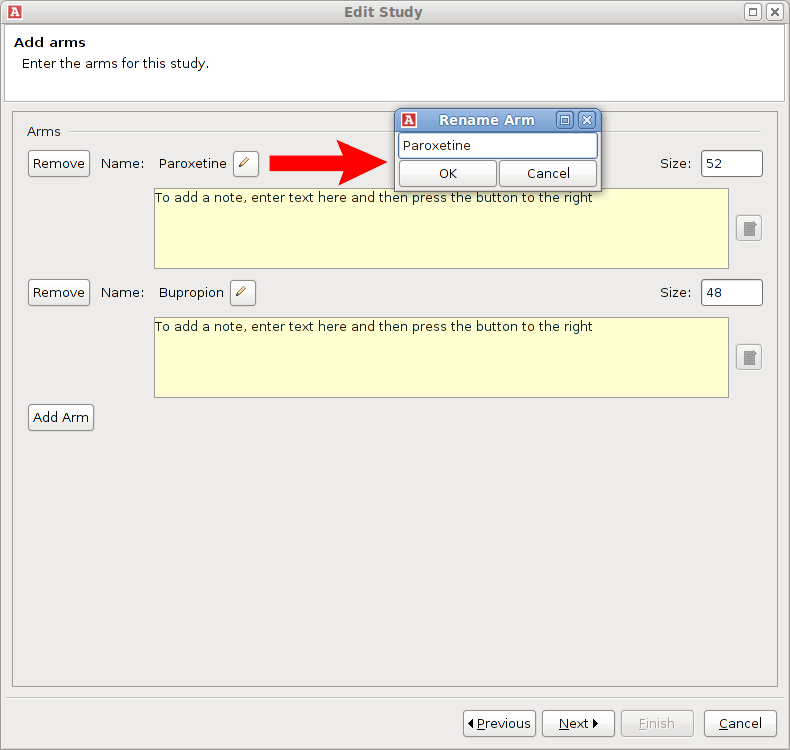 A Edit Study
Add arms
Enter the arms for this study.
A Rename Arm
Paroxetine
OK Cancel
Arms
Remove Name: Paroxetine Size: 52
To add a note, enter text here and then press the button to the right
Remove Name: Bupropion Size: 48
To add a note, enter text here and then press the button to the right
Add Arm
Previous Next Finish Cancel